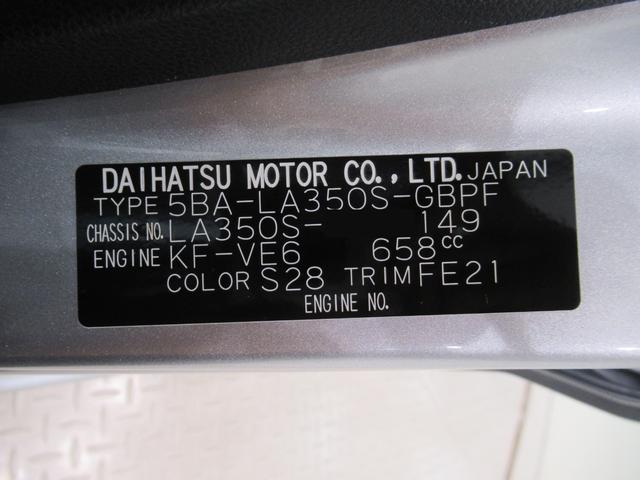 DAIHATSU MOTOR CO.,LTD. JAPAN
TYPE 5BA-LA350S-GBPF
CHASSIS NO. LA350S- 149
ENGINE KF-VE6 658cc
COLOR S28 TRIM FE21
ENGINE NO.